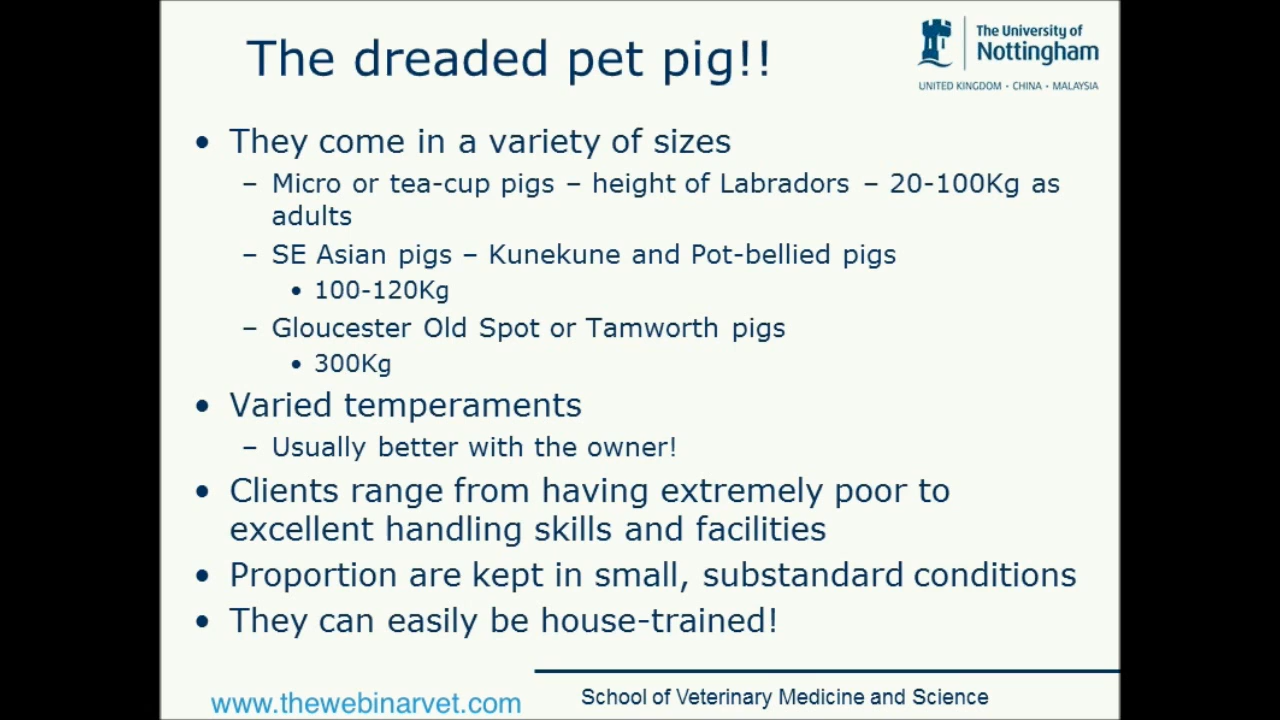 The dreaded pet pig!!
The University of
Nottingham
UNITED KINGDOM · CHINA · MALAYSIA
• They come in a variety of sizes
– Micro or tea-cup pigs – height of Labradors – 20-100Kg as
adults
– SE Asian pigs – Kunekune and Pot-bellied pigs
• 100-120Kg
– Gloucester Old Spot or Tamworth pigs
• 300Kg
• Varied temperaments
– Usually better with the owner!
• Clients range from having extremely poor to
excellent handling skills and facilities
• Proportion are kept in small, substandard conditions
• They can easily be house-trained!
www.thewebinarvet.com
School of Veterinary Medicine and Science